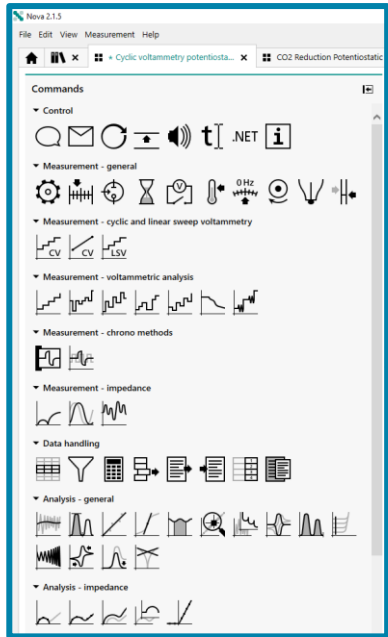 Nova 2.1.5
File Edit View Measurement Help
+ Cyclic voltammetry potentiosta... CO2 Reduction Potentiostatic
Commands
Control
t .NET i
Measurement - general
V 0 Hz
Measurement - cyclic and linear sweep voltammetry
CV CV LSV
Measurement - voltammetric analysis
Measurement - chrono methods
Measurement - impedance
Data handling
Analysis - general
Analysis - impedance